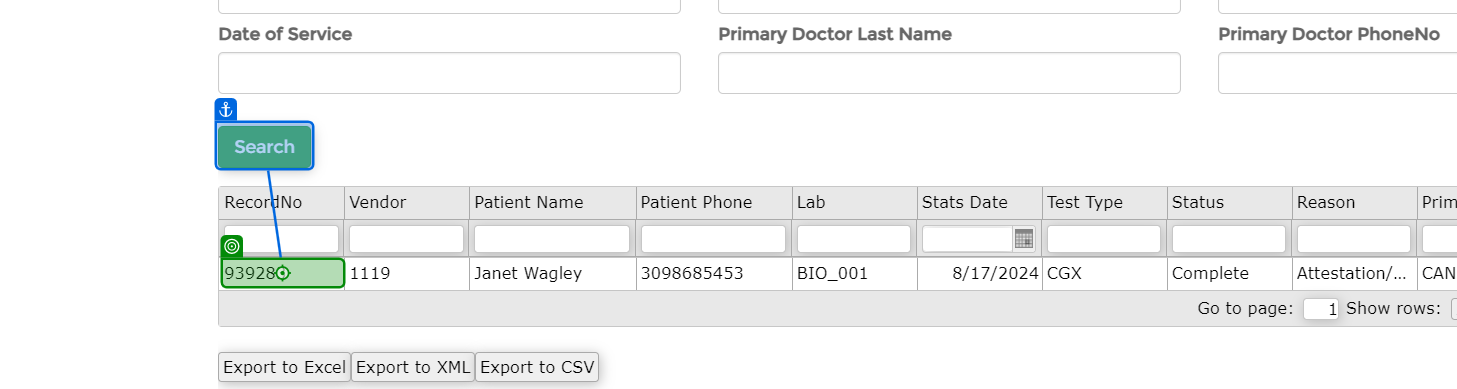 Date of Service Primary Doctor Last Name Primary Doctor PhoneNo
Search
RecordNo Vendor Patient Name Patient Phone Lab Stats Date Test Type Status Reason Prim
93928 1119 Janet Wagley 3098685453 BIO_001 8/17/2024 CGX Complete Attestation/... CAN
Go to page: 1 Show rows:
Export to Excel Export to XML Export to CSV